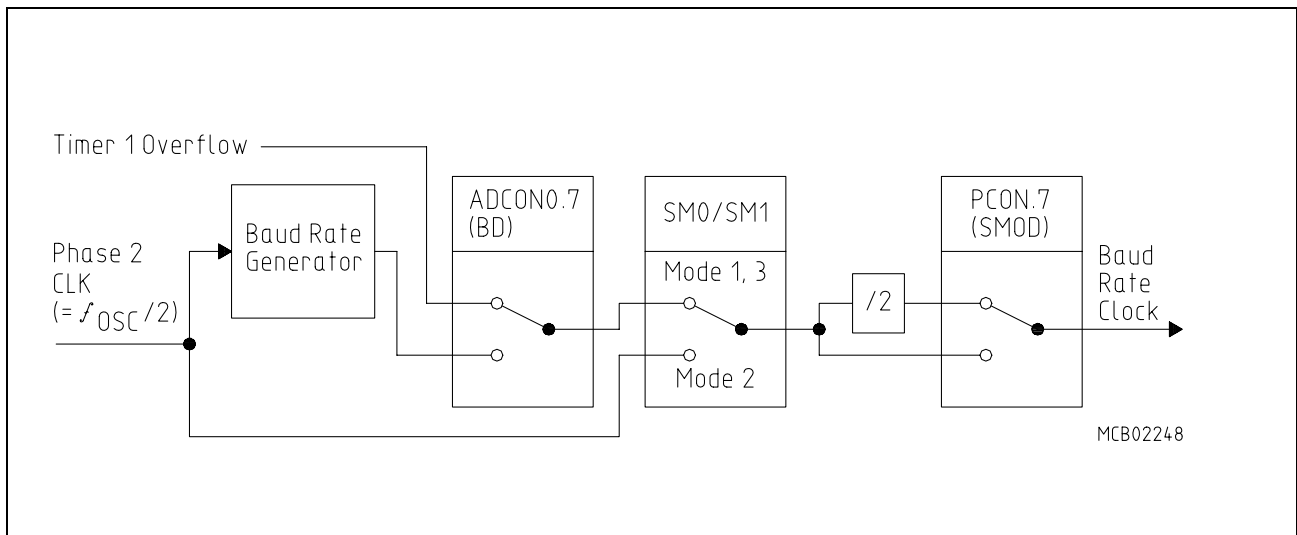 Timer 1 Overflow
Phase 2
CLK
(= fOSC/2)
Baud Rate
Generator
ADCON0.7
(BD)
SM0/SM1
Mode 1, 3
Mode 2
/2
PCON.7
(SMOD)
Baud
Rate
Clock
MCB02248